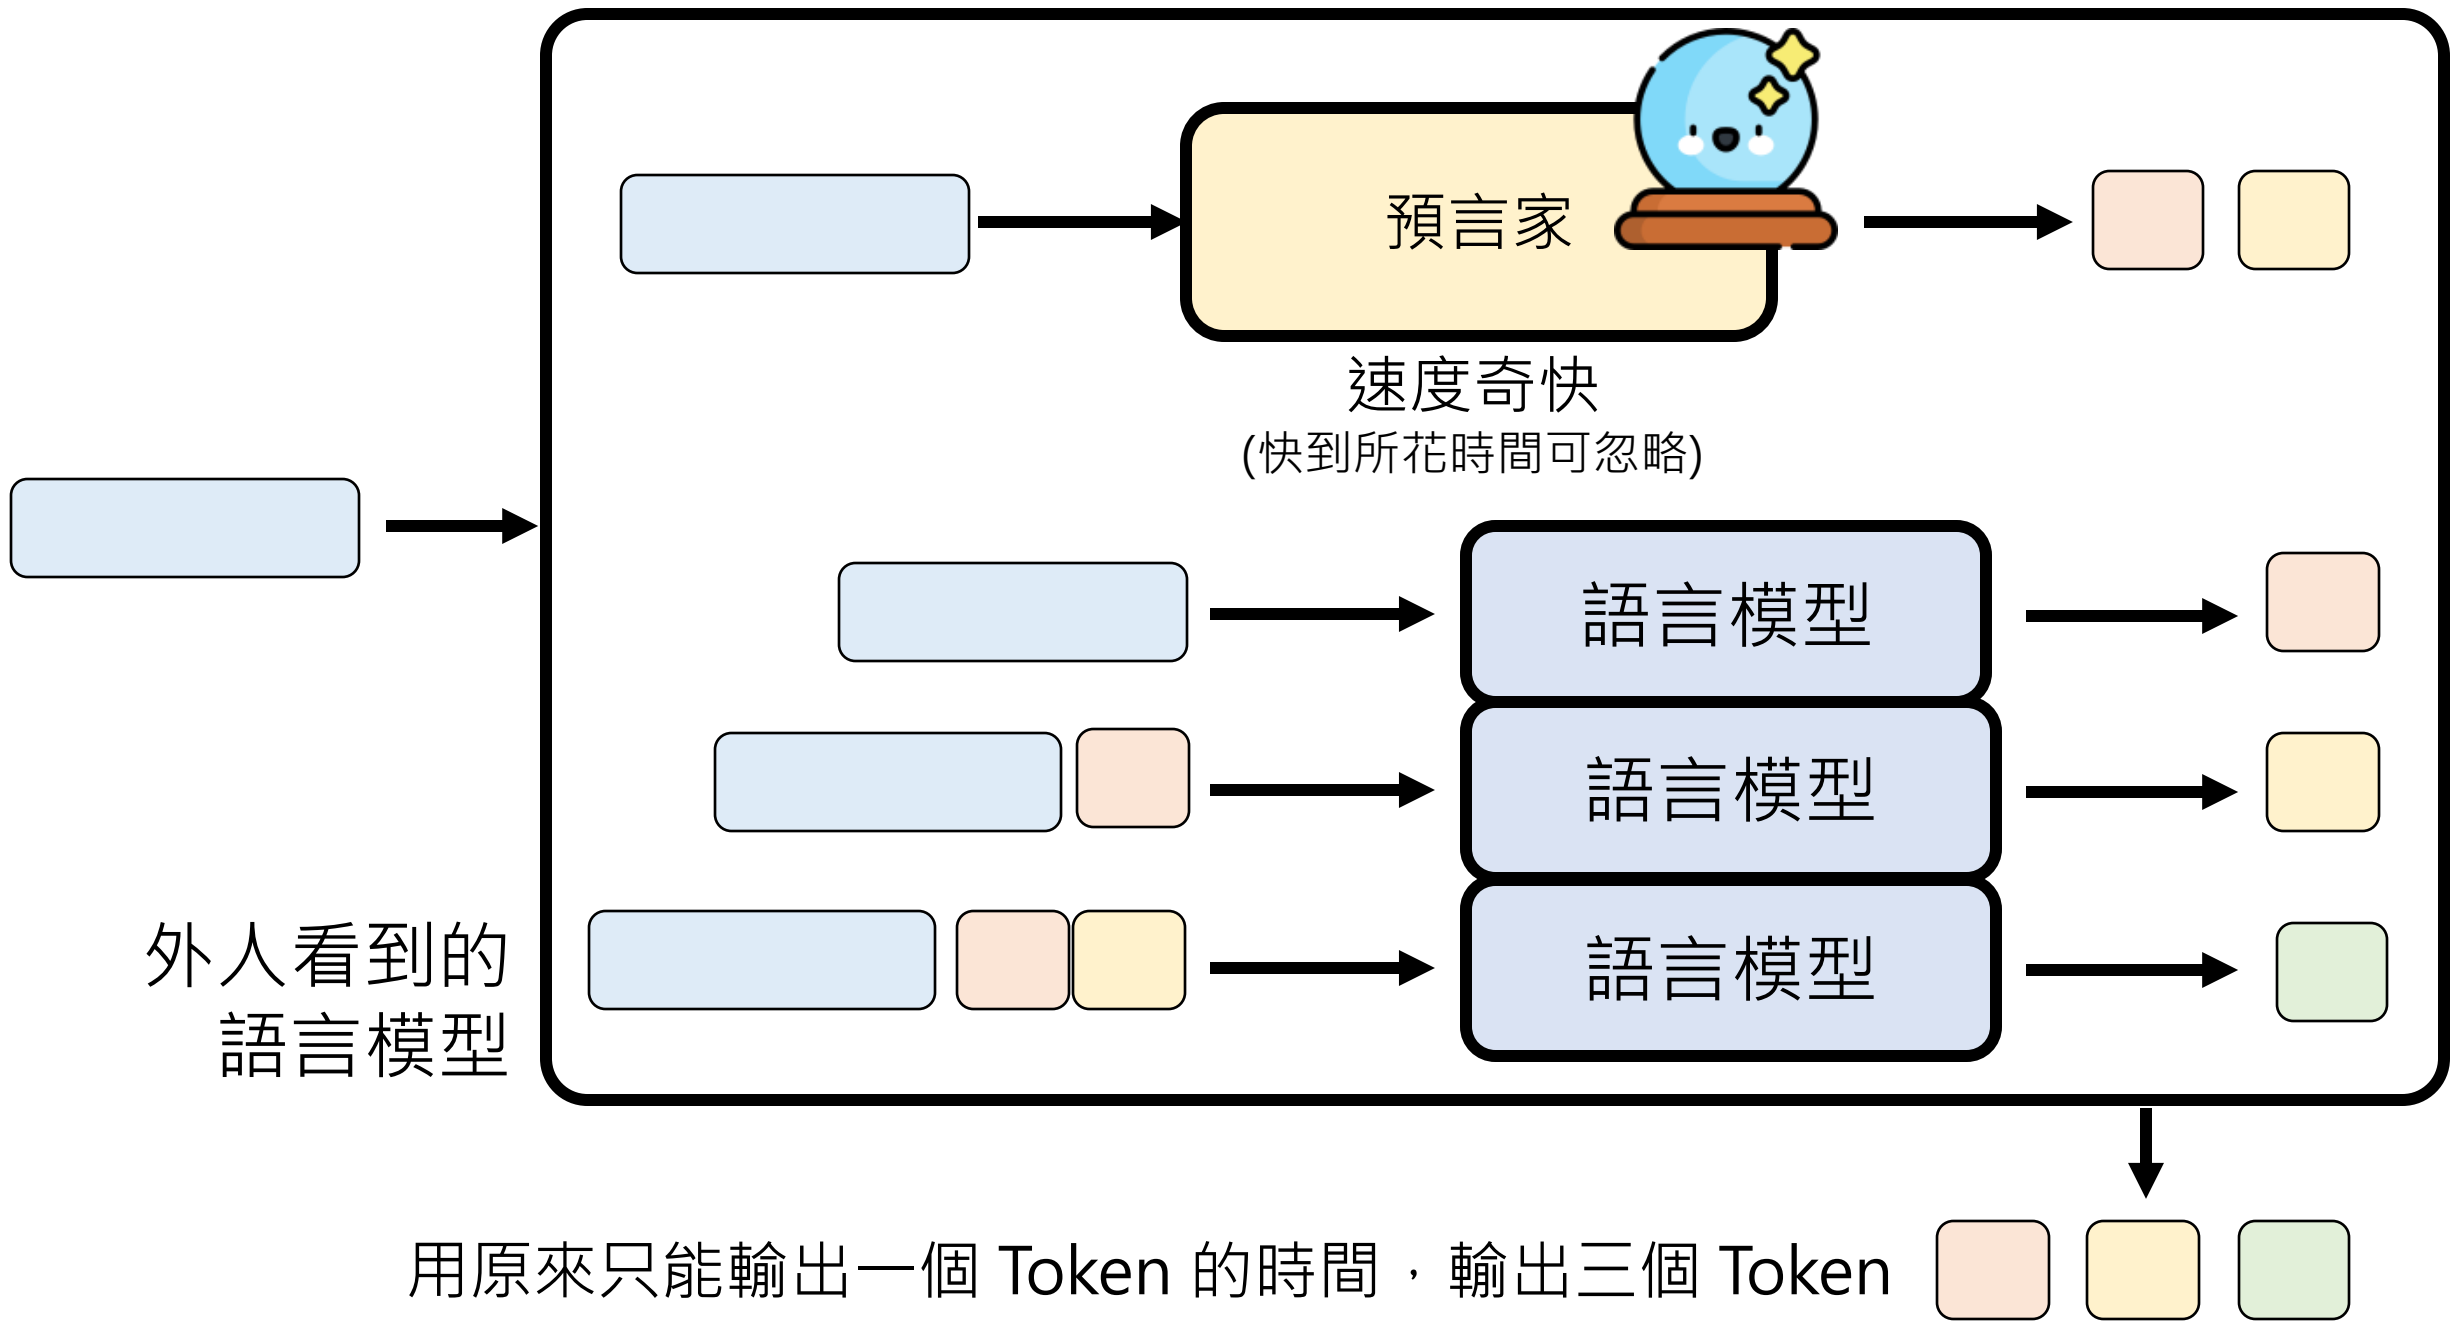 預言家
速度奇快
(快到所花時間可忽略)
語言模型
語言模型
語言模型
外人看到的
語言模型
用原來只能輸出一個 Token 的時間，輸出三個 Token